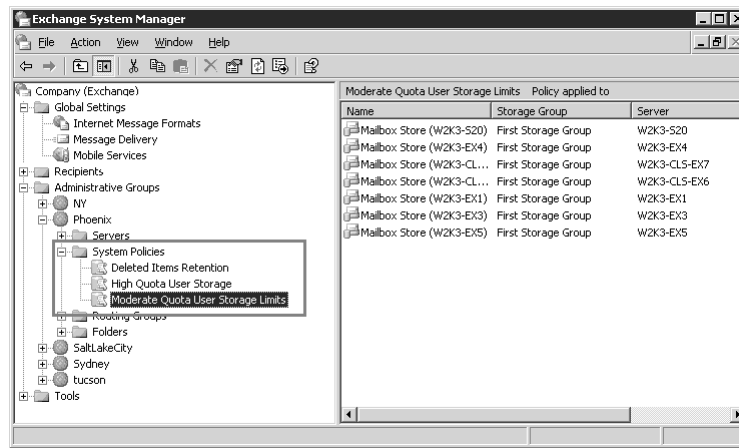 Exchange System Manager
File Action View Window Help
Company (Exchange)
Global Settings
Internet Message Formats
Message Delivery
Mobile Services
Recipients
Administrative Groups
NY
Phoenix
Servers
System Policies
Deleted Items Retention
High Quota User Storage
Moderate Quota User Storage Limits
Routing Groups
Folders
SaltLakeCity
Sydney
tucson
Tools
Moderate Quota User Storage Limits Policy applied to
Name Storage Group Server
Mailbox Store (W2K3-S20) First Storage Group W2K3-S20
Mailbox Store (W2K3-EX4) First Storage Group W2K3-EX4
Mailbox Store (W2K3-CL... First Storage Group W2K3-CLS-EX7
Mailbox Store (W2K3-CL... First Storage Group W2K3-CLS-EX6
Mailbox Store (W2K3-EX1) First Storage Group W2K3-EX1
Mailbox Store (W2K3-EX3) First Storage Group W2K3-EX3
Mailbox Store (W2K3-EX5) First Storage Group W2K3-EX5